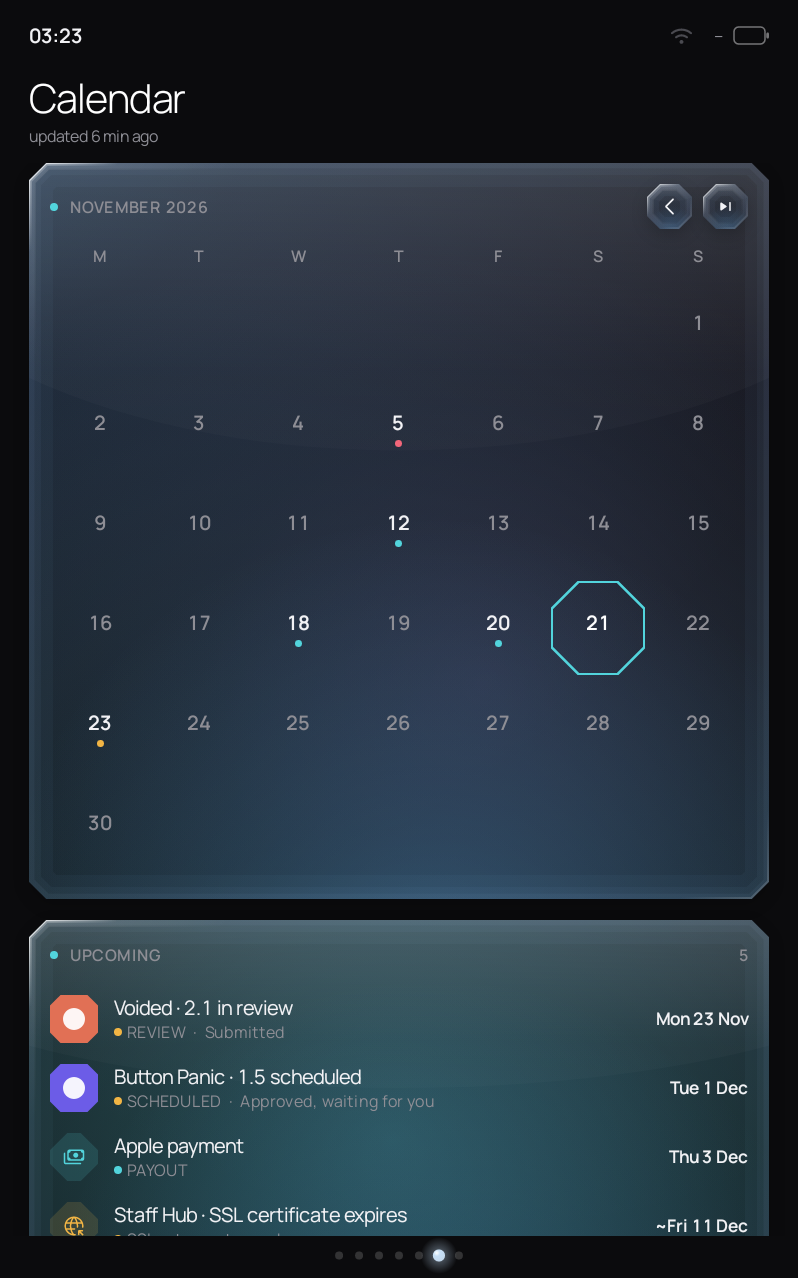 03:23
–
Calendar
updated 6 min ago
NOVEMBER 2026
M T W T F S S
1
2 3 4 5 6 7 8
9 10 11 12 13 14 15
16 17 18 19 20 21 22
23 24 25 26 27 28 29
30
UPCOMING 5
Voided · 2.1 in review
REVIEW · Submitted
Mon 23 Nov
Button Panic · 1.5 scheduled
SCHEDULED · Approved, waiting for you
Tue 1 Dec
Apple payment
PAYOUT
Thu 3 Dec
Staff Hub · SSL certificate expires
~Fri 11 Dec